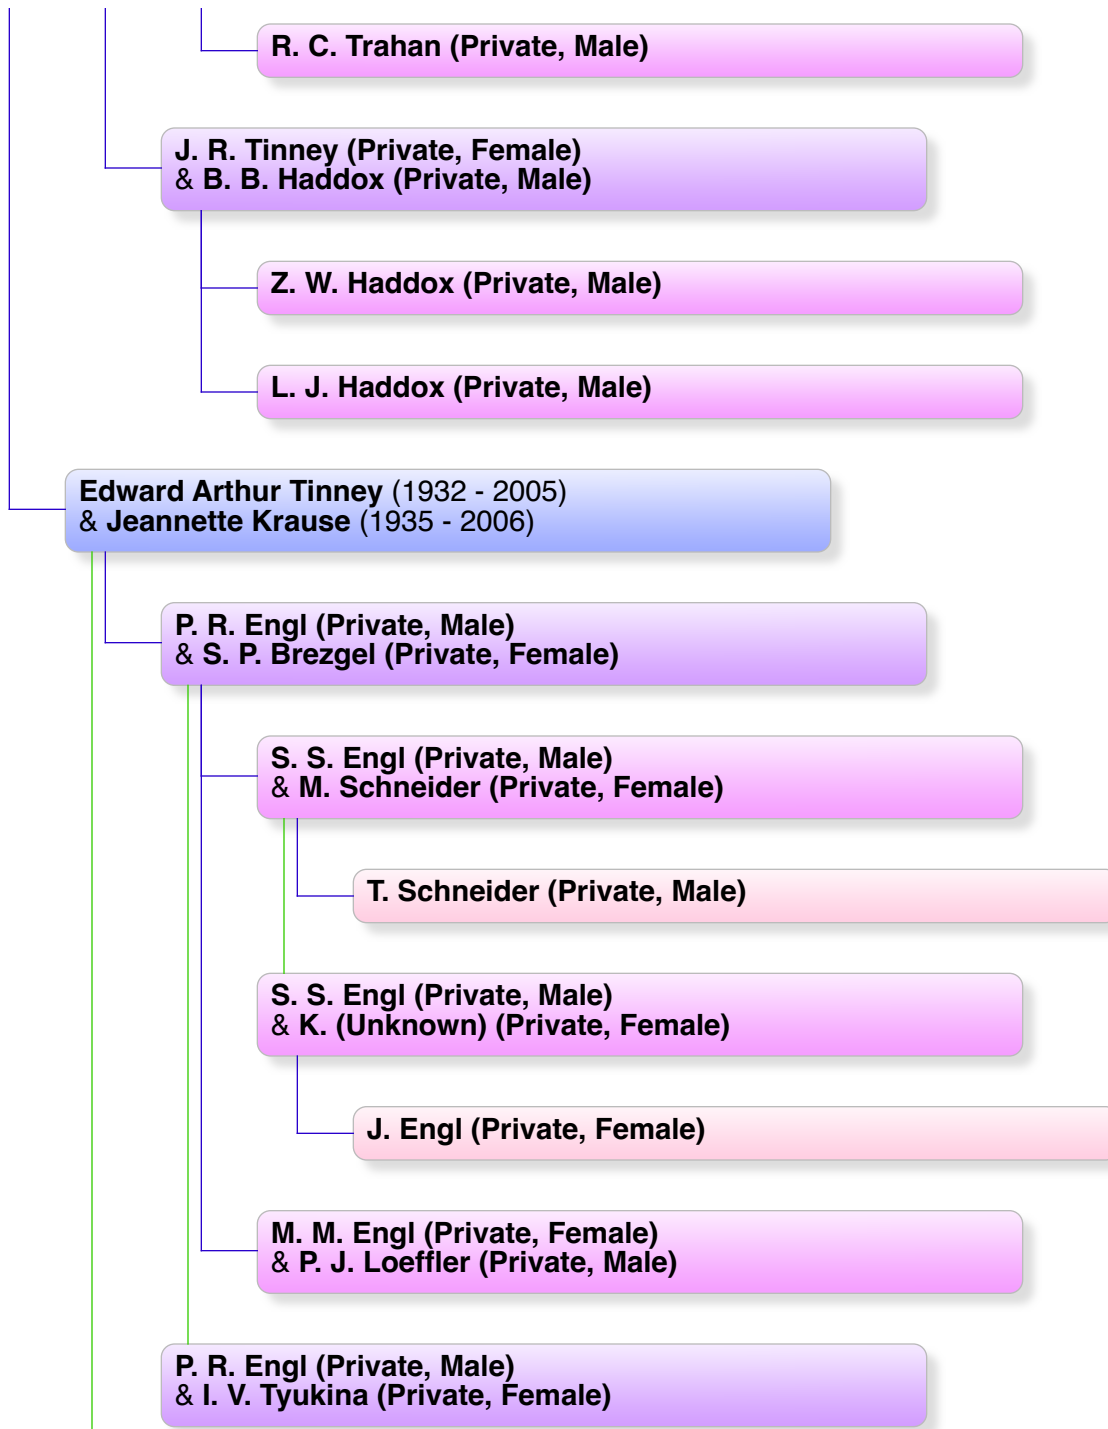 R. C. Trahan (Private, Male)
J. R. Tinney (Private, Female)
& B. B. Haddox (Private, Male)
Z. W. Haddox (Private, Male)
L. J. Haddox (Private, Male)
Edward Arthur Tinney (1932 - 2005)
& Jeannette Krause (1935 - 2006)
P. R. Engl (Private, Male)
& S. P. Brezgel (Private, Female)
S. S. Engl (Private, Male)
& M. Schneider (Private, Female)
T. Schneider (Private, Male)
S. S. Engl (Private, Male)
& K. (Unknown) (Private, Female)
J. Engl (Private, Female)
M. M. Engl (Private, Female)
& P. J. Loeffler (Private, Male)
P. R. Engl (Private, Male)
& I. V. Tyukina (Private, Female)